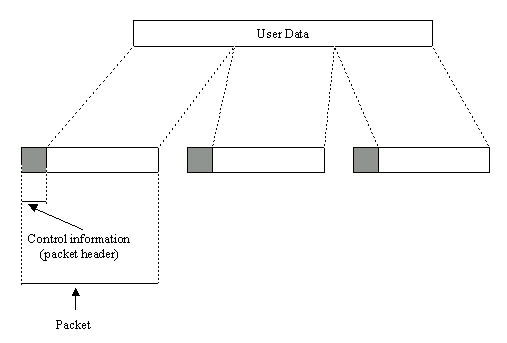 User Data
Control information
(packet header)
Packet